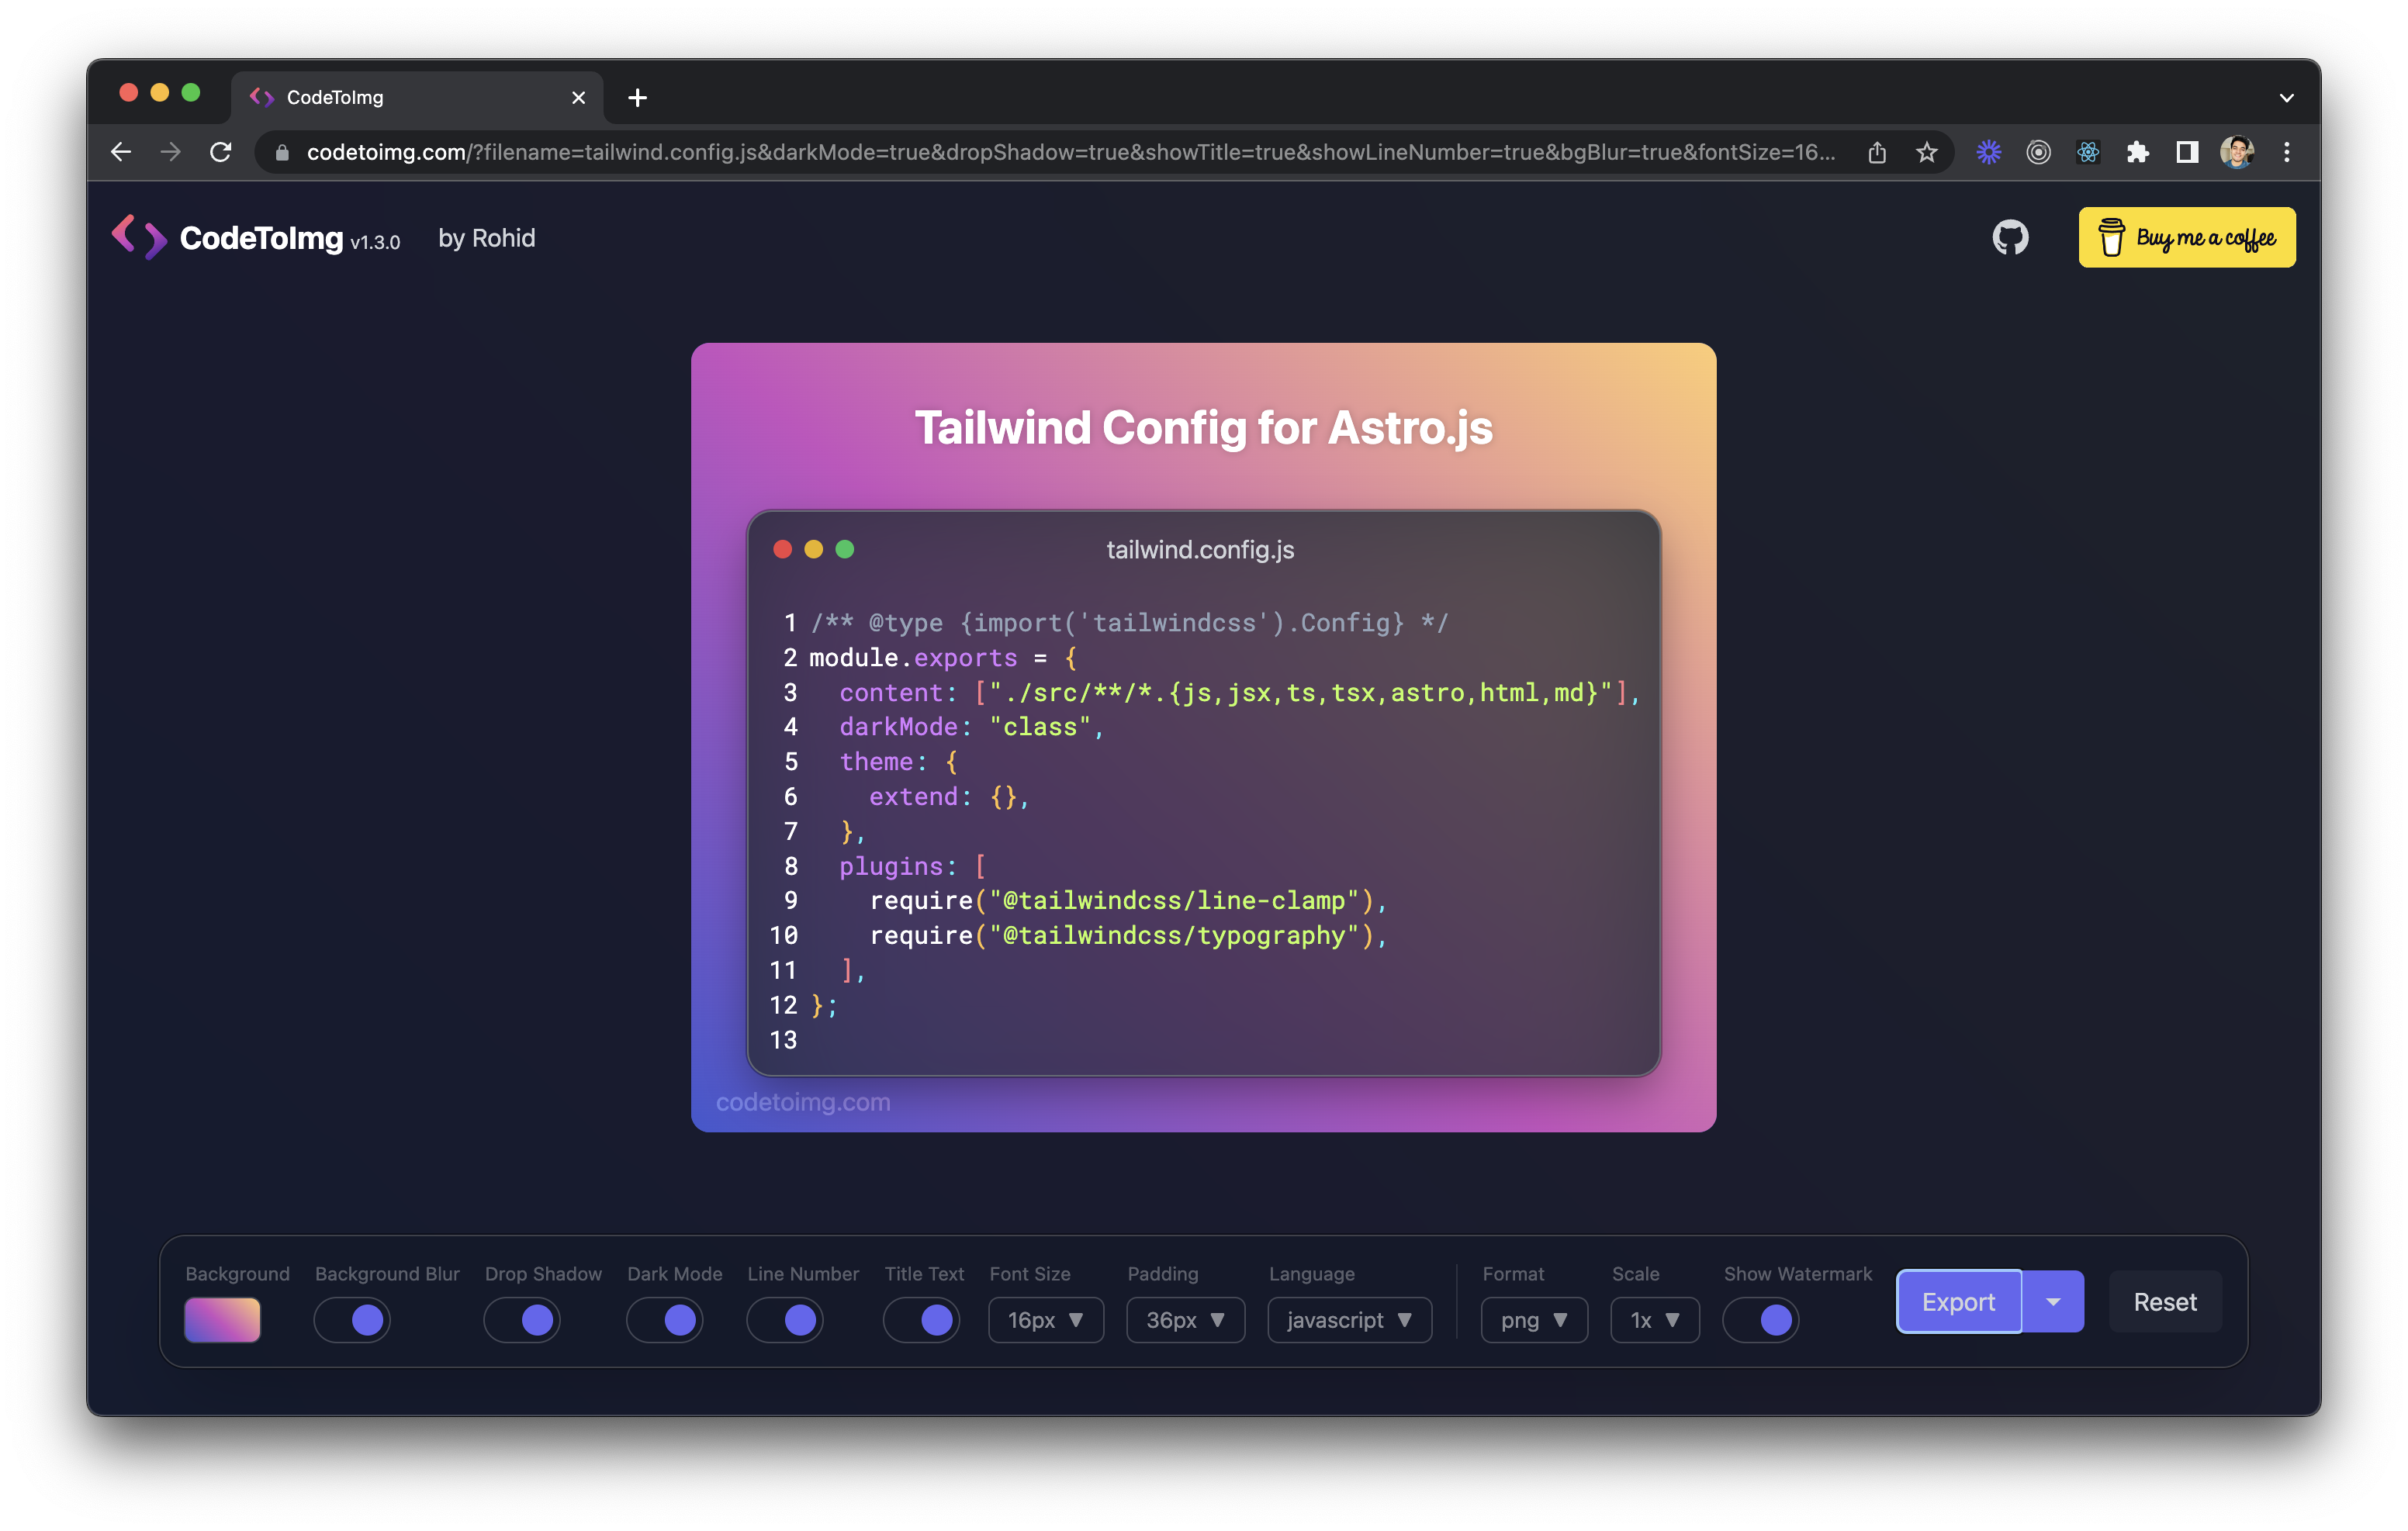 CodeToImg
codetoimg.com/?filename=tailwind.config.js&darkMode=true&dropShadow=true&showTitle=true&showLineNumber=true&bgBlur=true&fontSize=16...
CodeToImg v1.3.0 by Rohid
Buy me a coffee
Tailwind Config for Astro.js
tailwind.config.js
1 /** @type {import('tailwindcss').Config} */
2 module.exports = {
3   content: ["./src/**/*.{js,jsx,ts,tsx,astro,html,md}"],
4   darkMode: "class",
5   theme: {
6     extend: {},
7   },
8   plugins: [
9     require("@tailwindcss/line-clamp"),
10     require("@tailwindcss/typography"),
11   ],
12 };
13
codetoimg.com
Background Background Blur Drop Shadow Dark Mode Line Number Title Text Font Size Padding Language Format Scale Show Watermark
16px ▼ 36px ▼ javascript ▼ png ▼ 1x ▼ Export Reset